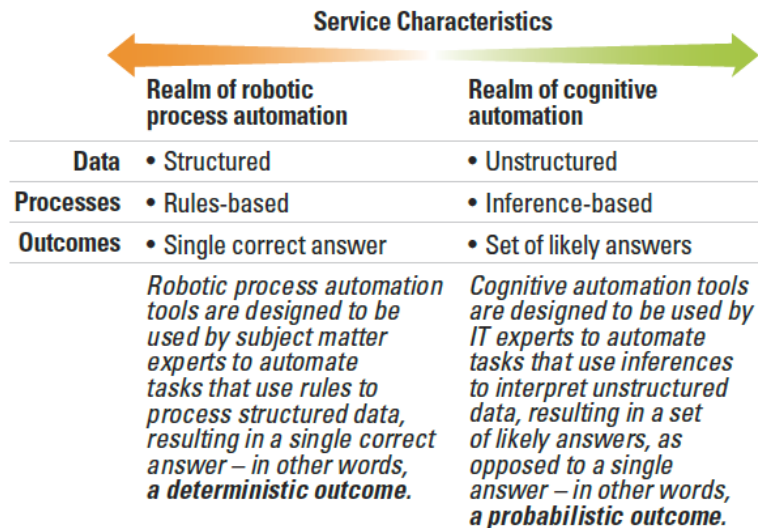 Service Characteristics
Realm of robotic
process automation
Realm of cognitive
automation
Data • Structured • Unstructured
Processes • Rules-based • Inference-based
Outcomes • Single correct answer • Set of likely answers
Robotic process automation
tools are designed to be
used by subject matter
experts to automate
tasks that use rules to
process structured data,
resulting in a single correct
answer – in other words,
a deterministic outcome.
Cognitive automation tools
are designed to be used by
IT experts to automate
tasks that use inferences
to interpret unstructured
data, resulting in a set
of likely answers, as
opposed to a single
answer – in other words,
a probabilistic outcome.